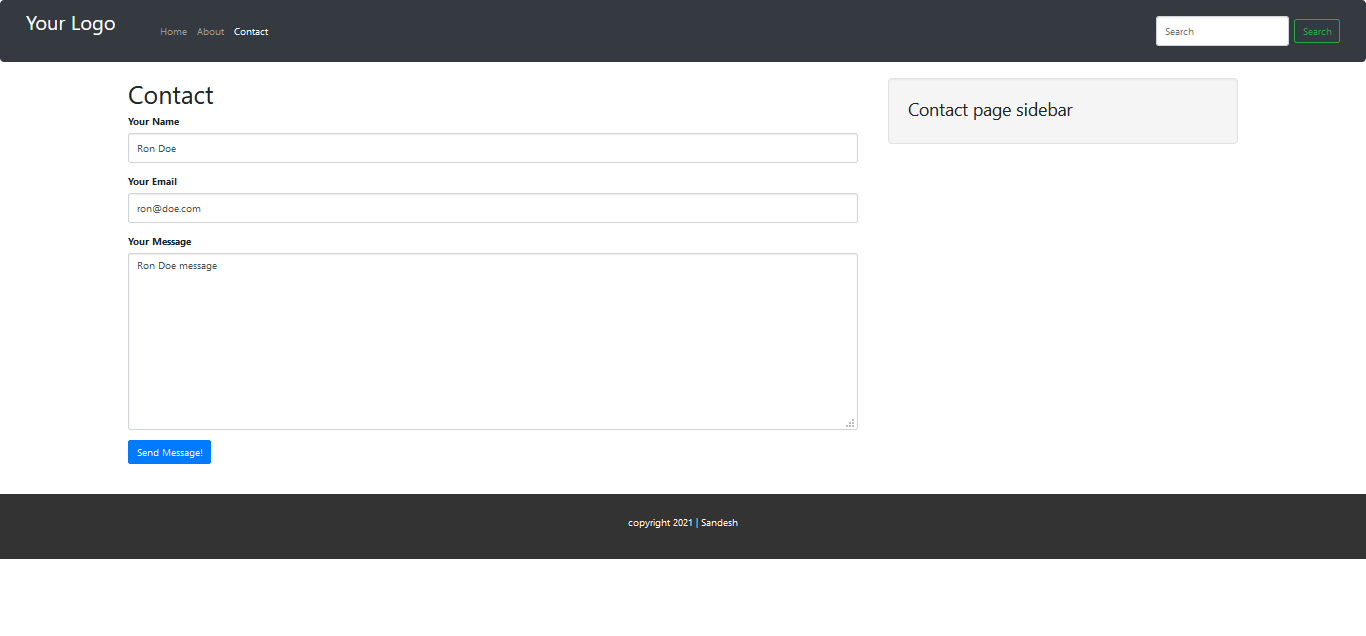 Your Logo
Home About Contact
Search Search
Contact
Your Name
Ron Doe
Your Email
ron@doe.com
Your Message
Ron Doe message
Send Message!
Contact page sidebar
copyright 2021 | Sandesh